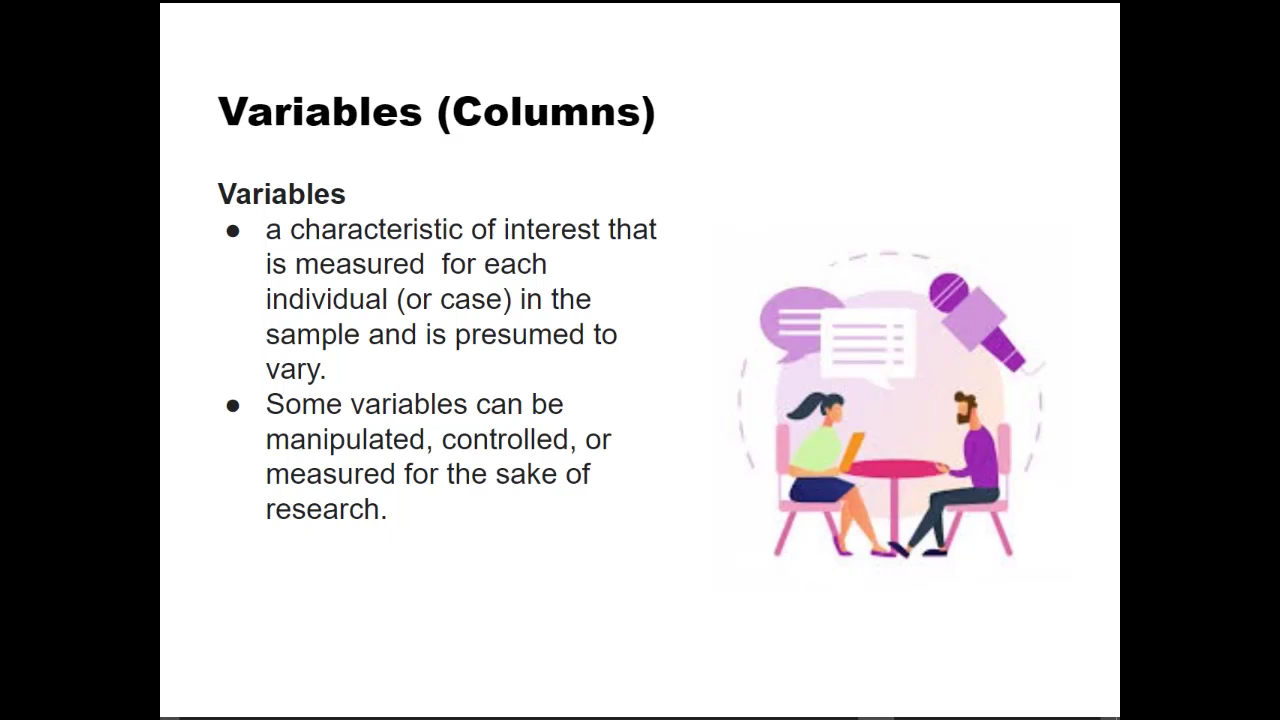 Variables (Columns)
Variables
● a characteristic of interest that
is measured  for each
individual (or case) in the
sample and is presumed to
vary.
● Some variables can be
manipulated, controlled, or
measured for the sake of
research.